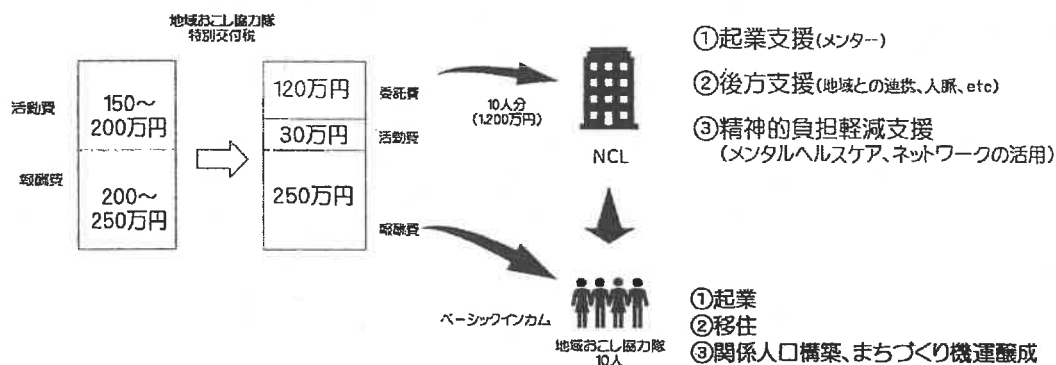 地域おこし協力隊
特別交付税
活動費
150～
200万円
報酬費
200～
250万円
120万円
委託費
30万円
活動費
250万円
報酬費
10人分
(1,200万円)
NCL
①起業支援(メンター)
②後方支援(地域との連携、人脈、etc)
③精神的負担軽減支援
(メンタルヘルスケア、ネットワークの活用)
ベーシックインカム
地域おこし協力隊
10人
①起業
②移住
③関係人口構築、まちづくり機運醸成